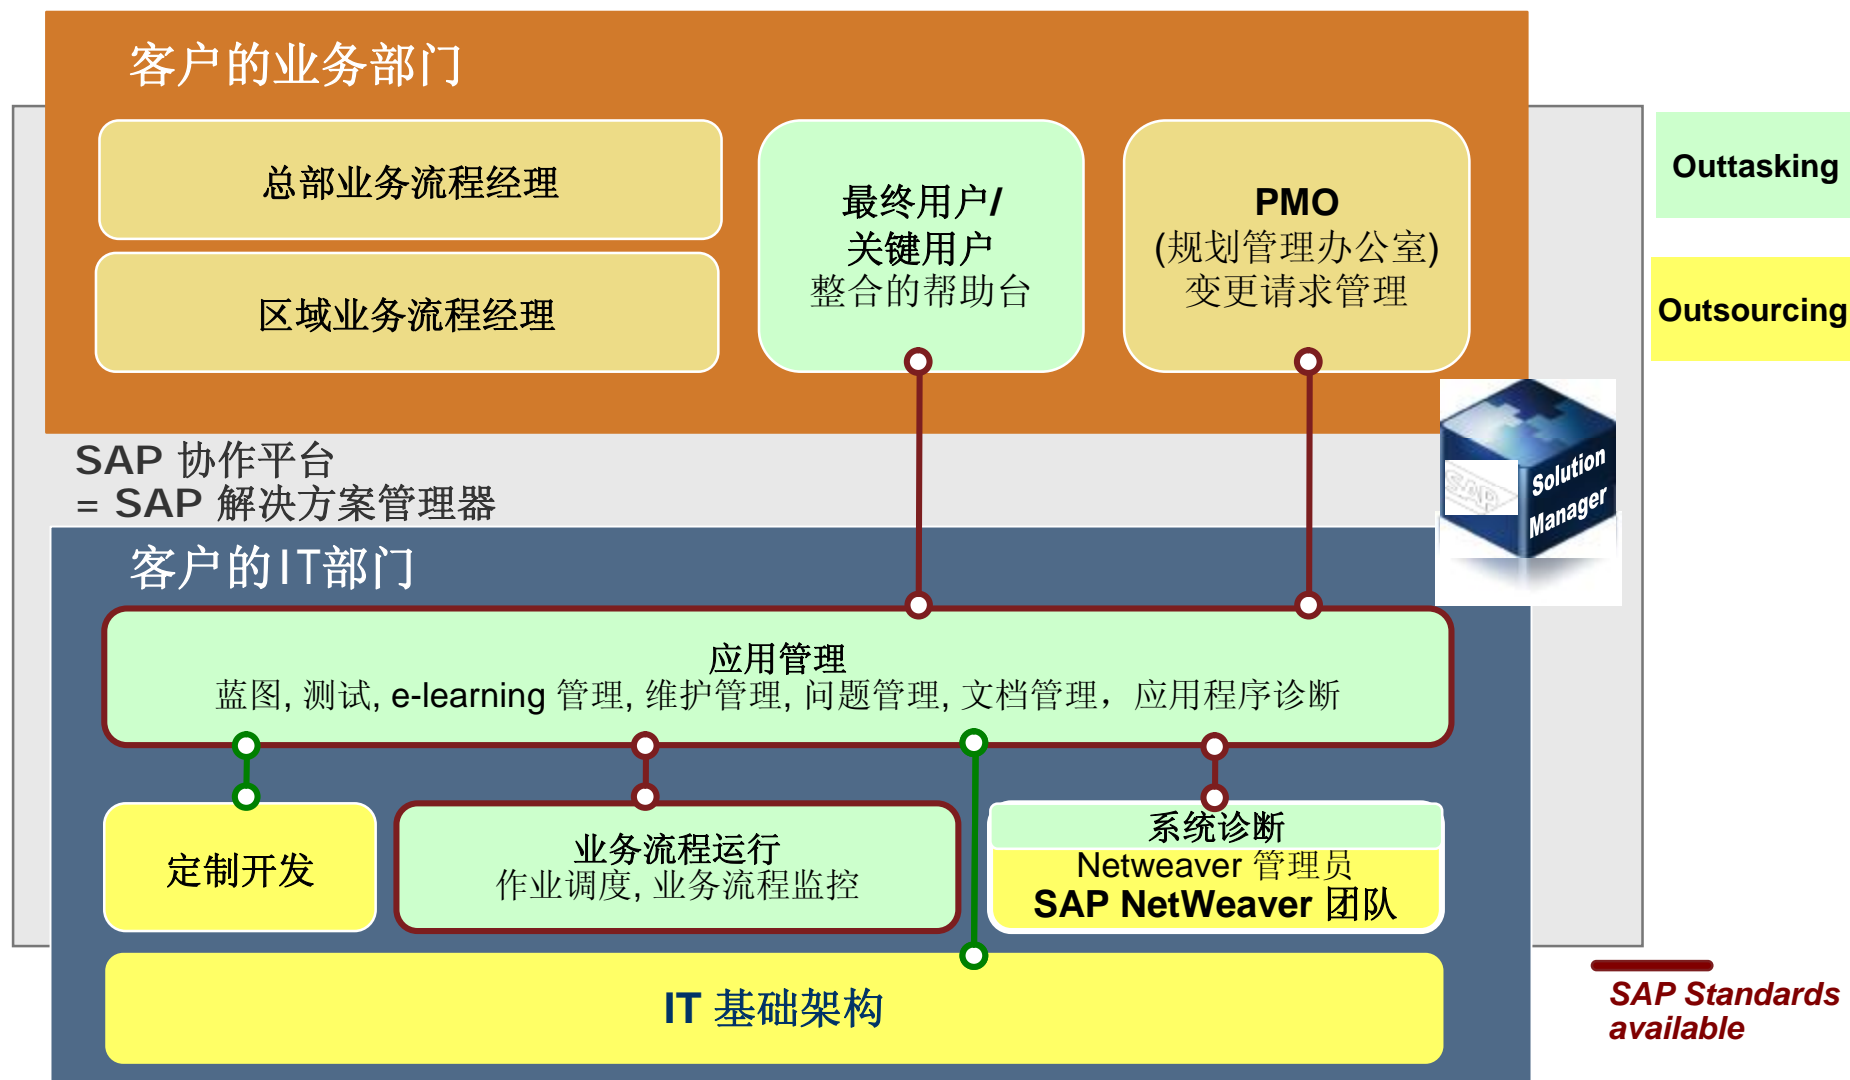 客户的业务部门
总部业务流程经理
区域业务流程经理
最终用户/
关键用户
整合的帮助台
PMO
(规划管理办公室)
变更请求管理
Outtasking
Outsourcing
SAP 协作平台
= SAP 解决方案管理器
SAP
Solution
Manager
客户的IT部门
应用管理
蓝图, 测试, e-learning 管理, 维护管理, 问题管理, 文档管理，应用程序诊断
定制开发
业务流程运行
作业调度, 业务流程监控
系统诊断
Netweaver 管理员
SAP NetWeaver 团队
IT 基础架构
SAP Standards
available